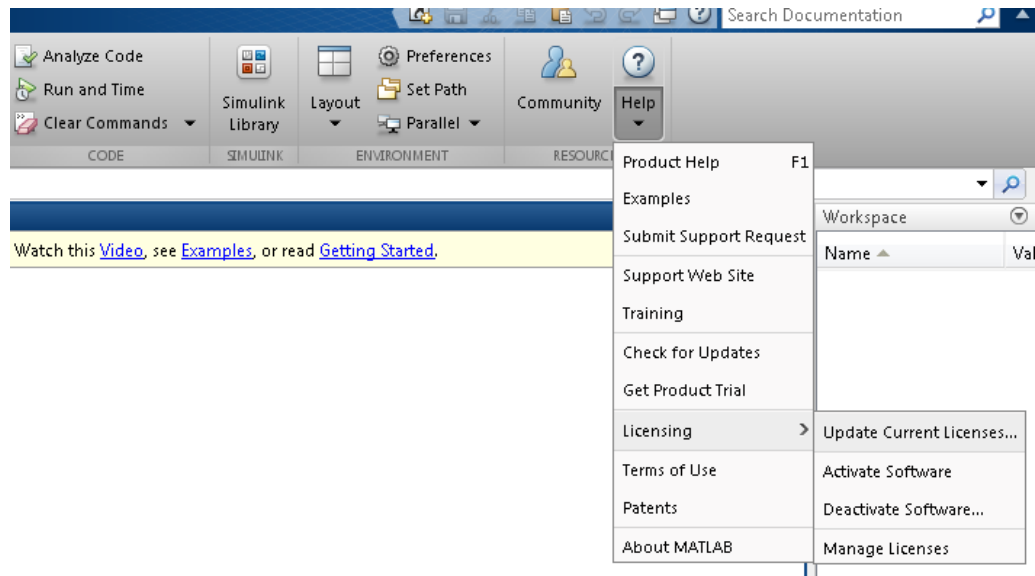 Search Documentation
Analyze Code
Run and Time
Clear Commands
CODE
Simulink
Library
SIMULINK
Layout
Preferences
Set Path
Parallel
ENVIRONMENT
Community
Help
RESOURC
Product Help F1
Examples
Submit Support Request
Support Web Site
Training
Check for Updates
Get Product Trial
Licensing
Terms of Use
Patents
About MATLAB
Update Current Licenses...
Activate Software
Deactivate Software...
Manage Licenses
Workspace
Name Val
Watch this Video, see Examples, or read Getting Started.